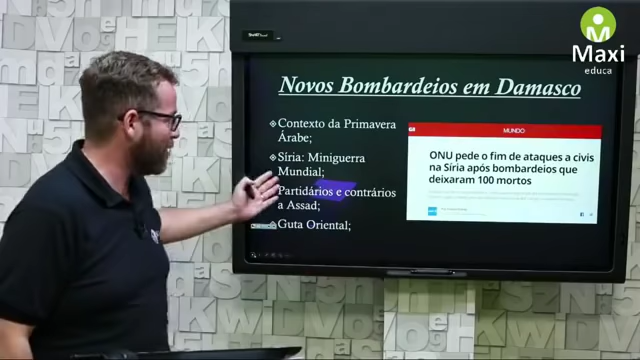 Maxi
educa
Novos Bombardeios em Damasco
Contexto da Primavera
Árabe;
Síria: Miniguerra
Mundial;
Partidários e contrários
a Assad;
Guta Oriental;
MUNDO
ONU pede o fim de ataques a civis
na Síria após bombardeios que
deixaram 100 mortos